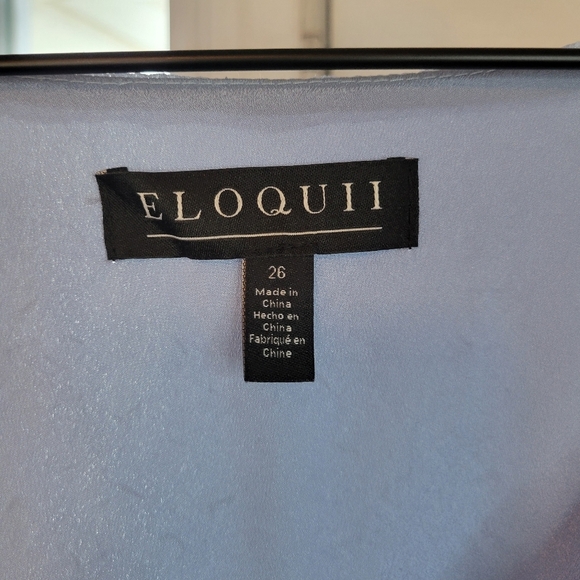 ELOQUII
26
Made in
China
Hecho en
China
Fabriqué en
Chine